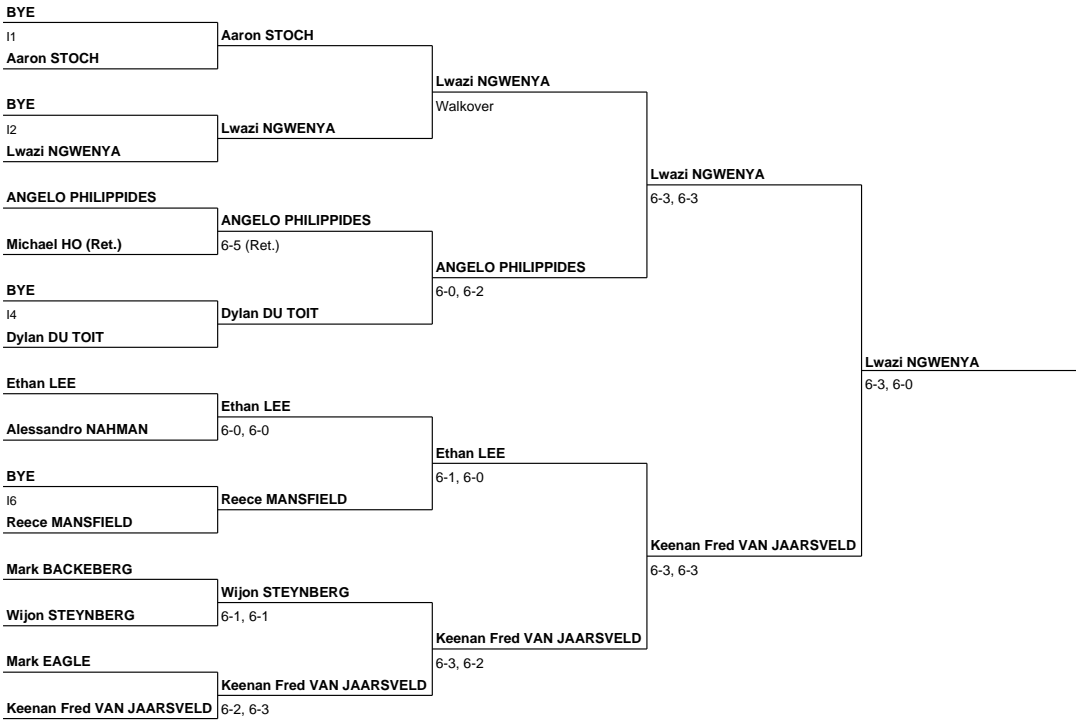 BYE
I1
Aaron STOCH
Aaron STOCH
BYE
I2
Lwazi NGWENYA
Lwazi NGWENYA
Lwazi NGWENYA
Walkover
ANGELO PHILIPPIDES
Michael HO (Ret.)
ANGELO PHILIPPIDES
6-5 (Ret.)
BYE
I4
Dylan DU TOIT
Dylan DU TOIT
ANGELO PHILIPPIDES
6-0, 6-2
Lwazi NGWENYA
6-3, 6-3
Ethan LEE
Alessandro NAHMAN
Ethan LEE
6-0, 6-0
BYE
I6
Reece MANSFIELD
Reece MANSFIELD
Ethan LEE
6-1, 6-0
Mark BACKEBERG
Wijon STEYNBERG
Wijon STEYNBERG
6-1, 6-1
Mark EAGLE
Keenan Fred VAN JAARSVELD
Keenan Fred VAN JAARSVELD
6-2, 6-3
Keenan Fred VAN JAARSVELD
6-3, 6-2
Keenan Fred VAN JAARSVELD
6-3, 6-3
Lwazi NGWENYA
6-3, 6-0